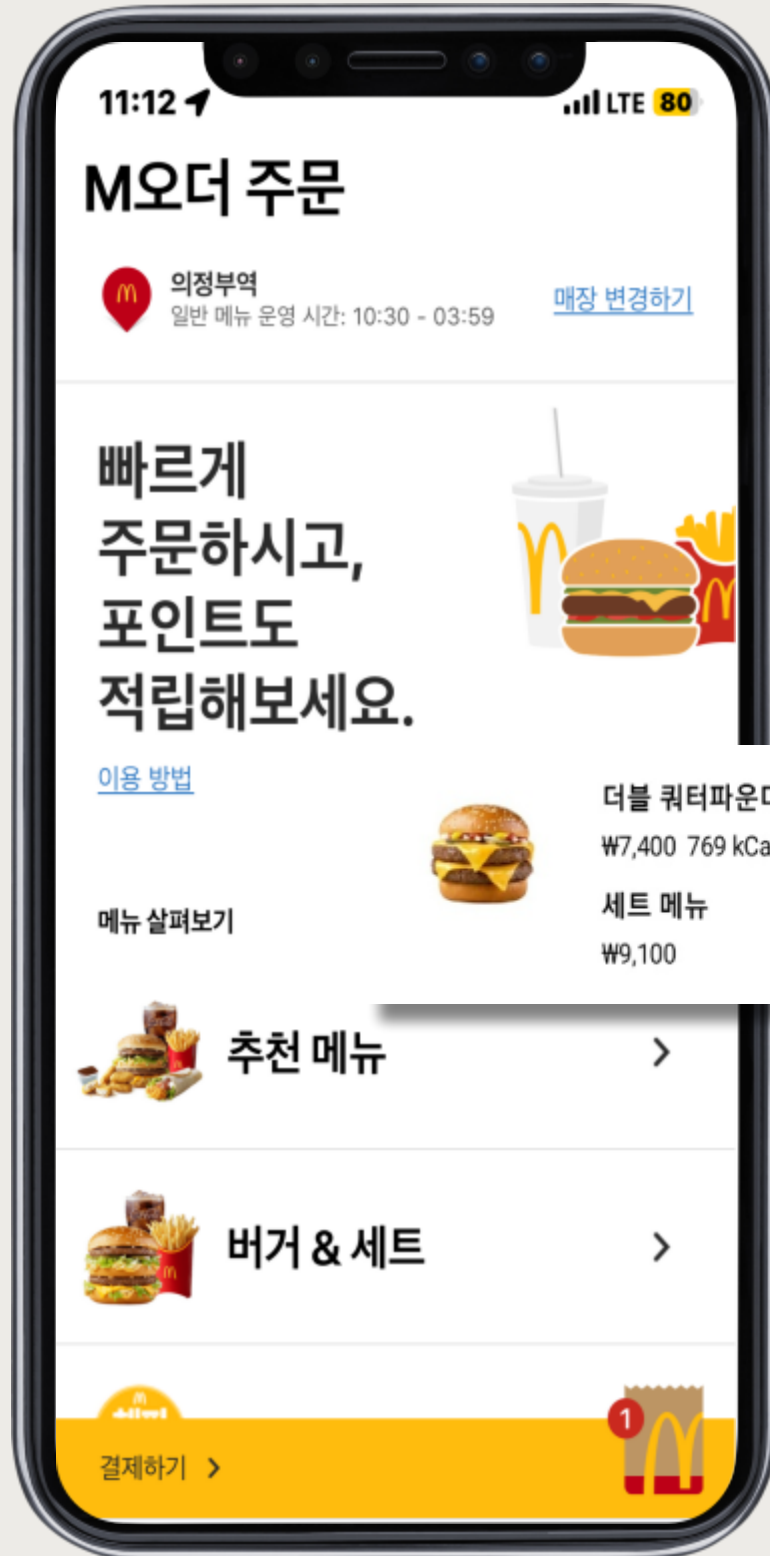 11:12
LTE 80
M오더 주문
의정부역
일반 메뉴 운영 시간: 10:30 - 03:59
매장 변경하기
빠르게
주문하시고,
포인트도
적립해보세요.
이용 방법
더블 쿼터파운
₩7,400 769 kCa
세트 메뉴
₩9,100
메뉴 살펴보기
추천 메뉴
버거 & 세트
결제하기
1